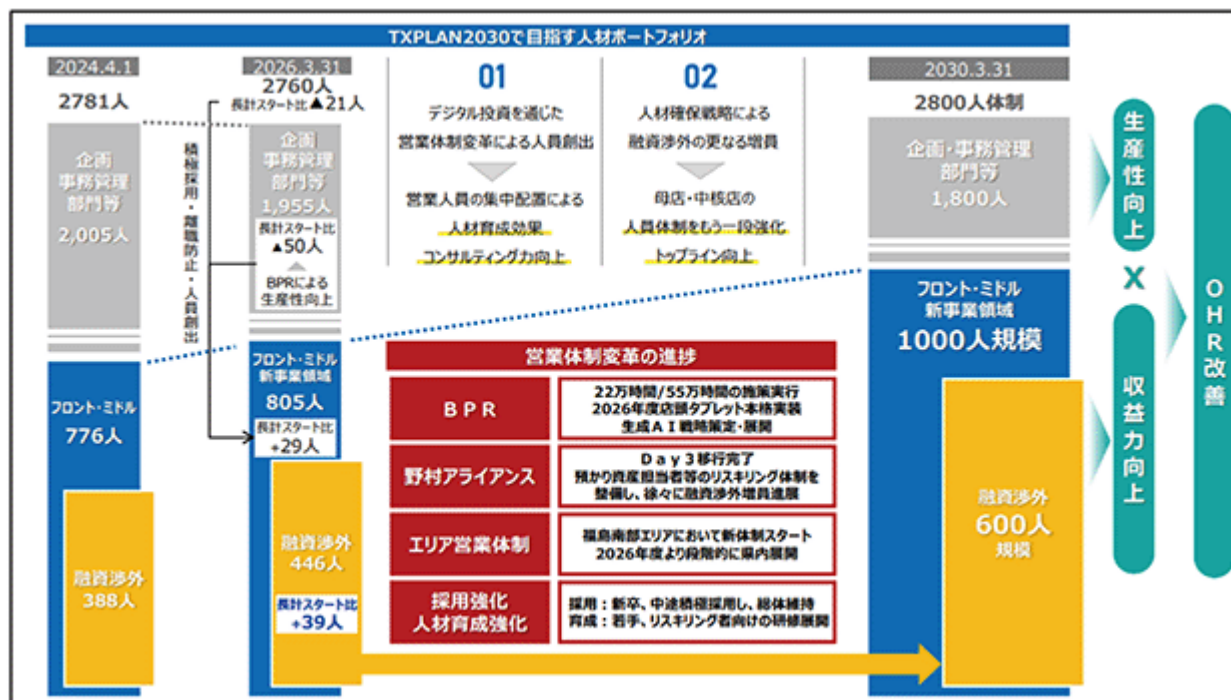 TXPLAN2030で目指す人材ポートフォリオ
2024.4.1
2781人
企画
事務管理
部門等
2,005人
フロント・ミドル
776人
融資渉外
388人
2026.3.31
2760人
長計スタート比▲21人
積極採用・離職防止・人員創出
企画
事務管理
部門等
1,955人
長計スタート比
▲50人
BPRによる
生産性向上
フロント・ミドル
新事業領域
805人
長計スタート比
+29人
融資渉外
446人
長計スタート比
+39人
01
デジタル投資を通じた
営業体制変革による人員創出
営業人員の集中配置による
人材育成効果
コンサルティング力向上
02
人材確保戦略による
融資渉外の更なる増員
母店・中核店の
人員体制をもう一段強化
トップライン向上
営業体制変革の進捗
BPR
22万時間/55万時間の施策実行
2026年度店頭タブレット本格実装
生成AI戦略策定・展開
野村アライアンス
Day3移行完了
預かり資産担当者等のリスキリング体制を
整備し、徐々に融資渉外増員進展
エリア営業体制
福島南部エリアにおいて新体制スタート
2026年度より段階的に県内展開
採用強化
人材育成強化
採用：新卒、中途積極採用し、総体維持
育成：若手、リスキリング者向けの研修展開
2030.3.31
2800人体制
企画・事務管理
部門等
1,800人
フロント・ミドル
新事業領域
1000人規模
融資渉外
600人
規模
生産性向上
X
収益力向上
OHR改善